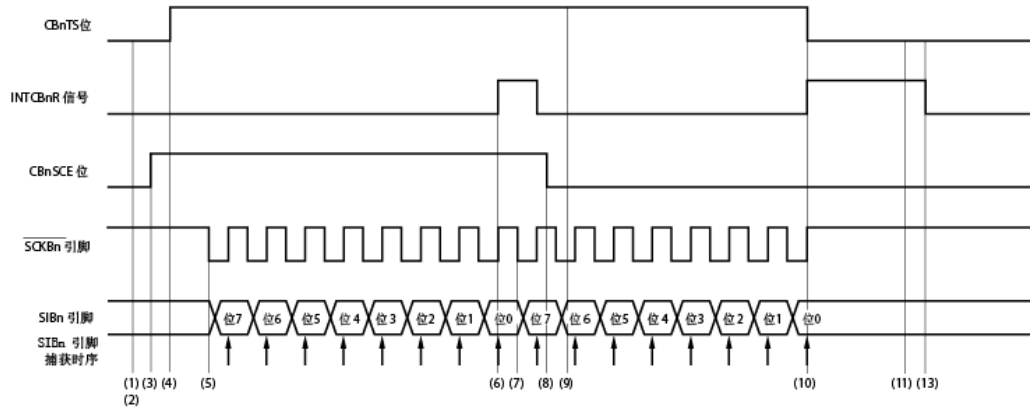 CBnTS位
INTCBnR 信号
CBnSCE 位
SCKBn 引脚
SIBn 引脚
位7 位6 位5 位4 位3 位2 位1 位0 位7 位6 位5 位4 位3 位2 位1 位0
SIBn 引脚
捕获时序
(1) (3) (4) (5) (6) (7) (8) (9) (10) (11) (13)
(2)